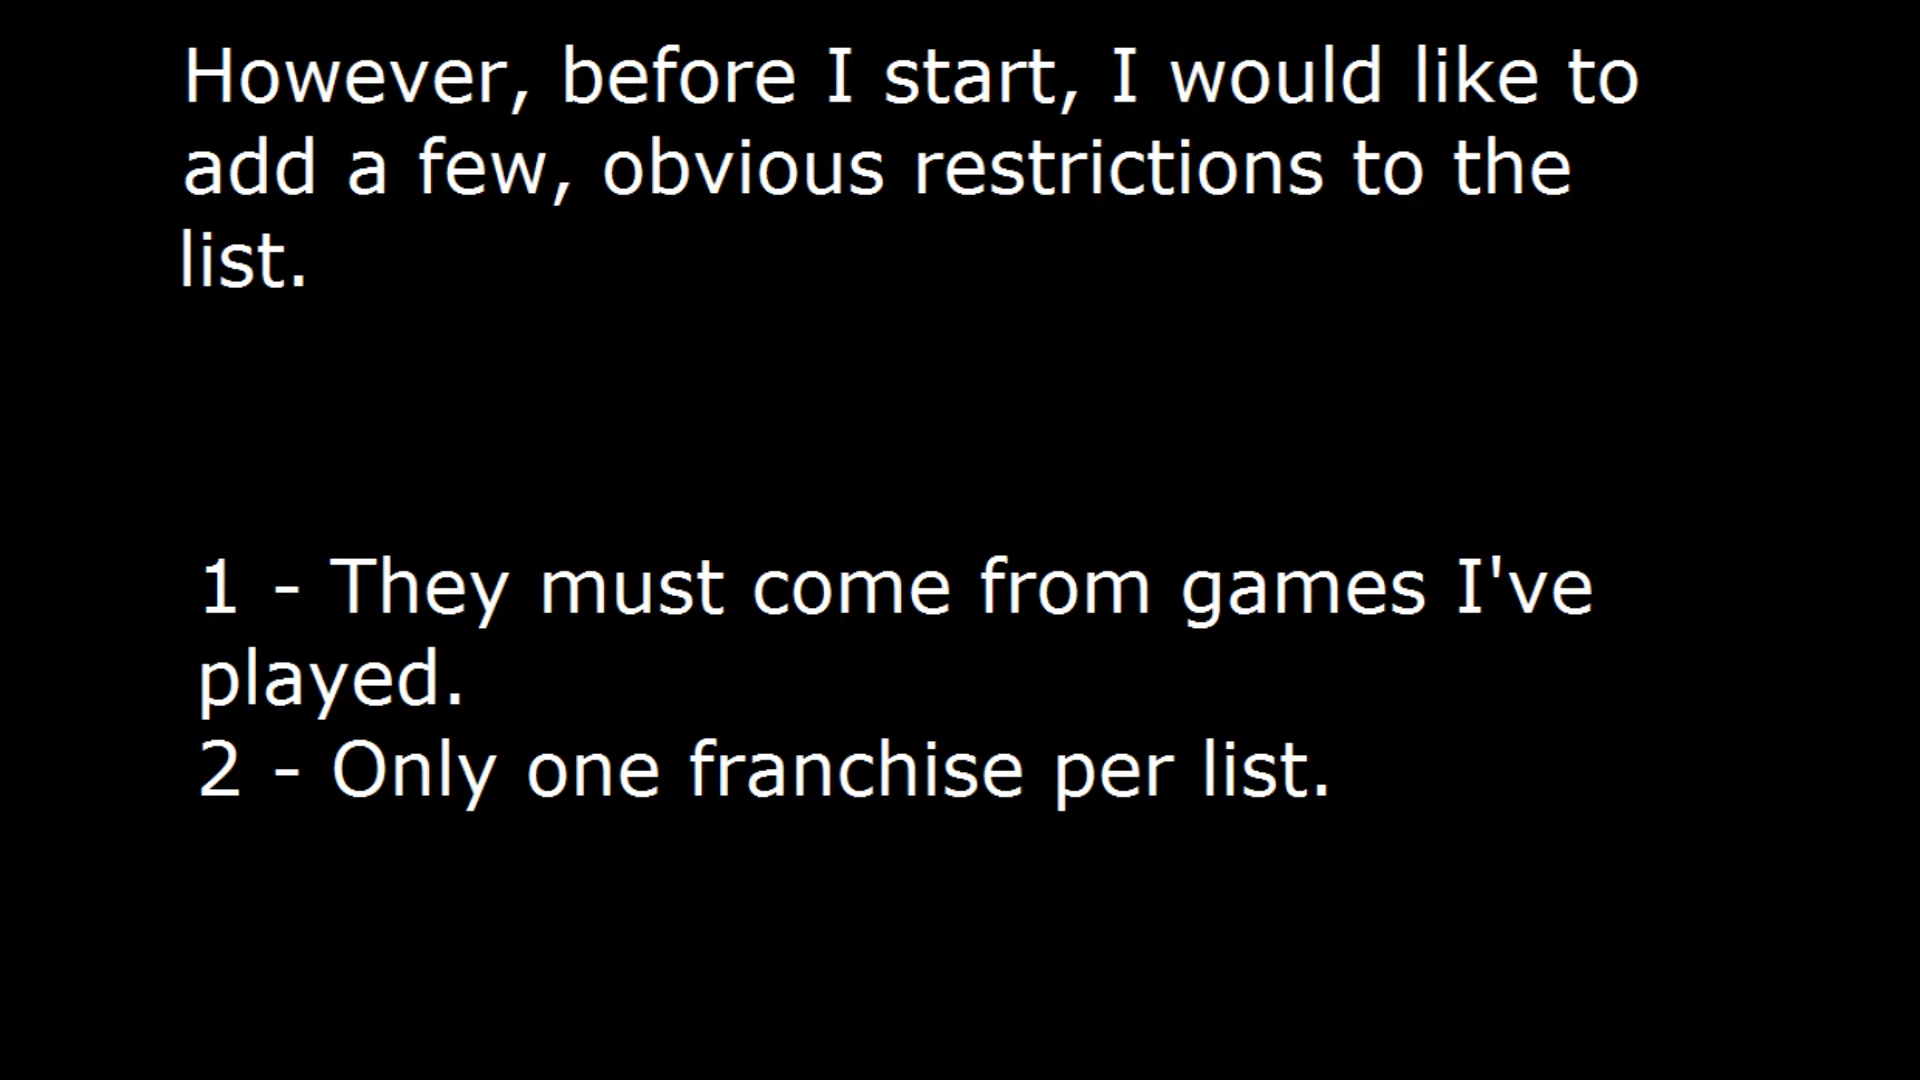 However, before I start, I would like to
add a few, obvious restrictions to the
list.
1 - They must come from games I've
played.
2 - Only one franchise per list.